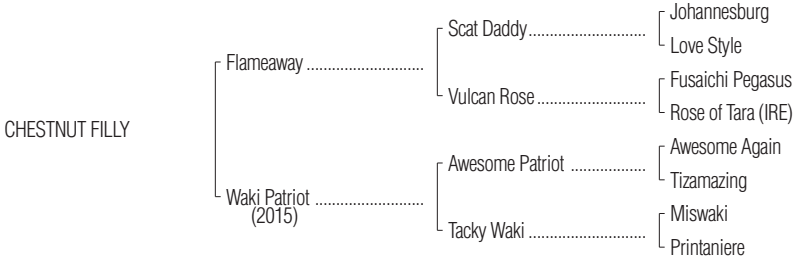 Johannesburg
Scat Daddy
Love Style
Flameaway
Fusaichi Pegasus
Vulcan Rose
Rose of Tara (IRE)
CHESTNUT FILLY
Awesome Again
Awesome Patriot
Tizamazing
Waki Patriot
(2015)
Miswaki
Tacky Waki
Printaniere